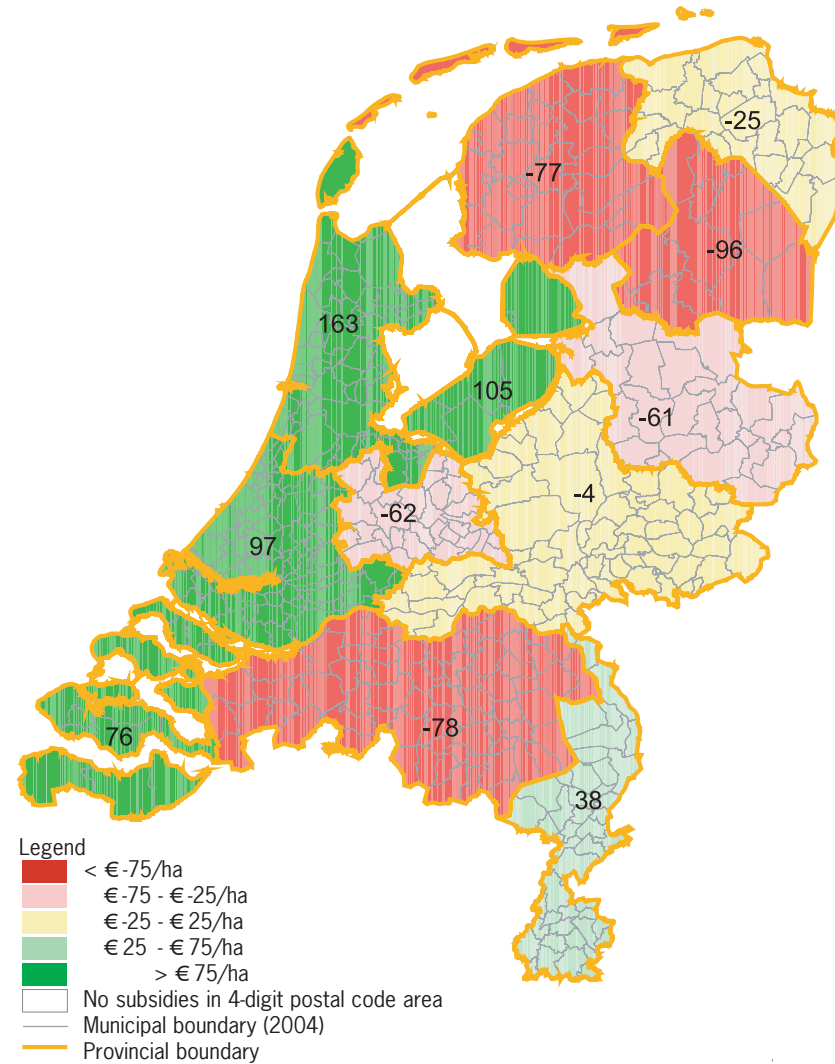 -25
-77
-96
163
105
-61
-4
-62
97
76
-78
38
Legend
< € -75/ha
€ -75 - € -25/ha
€ -25 - € 25/ha
€ 25 - € 75/ha
> € 75/ha
No subsidies in 4-digit postal code area
Municipal boundary (2004)
Provincial boundary